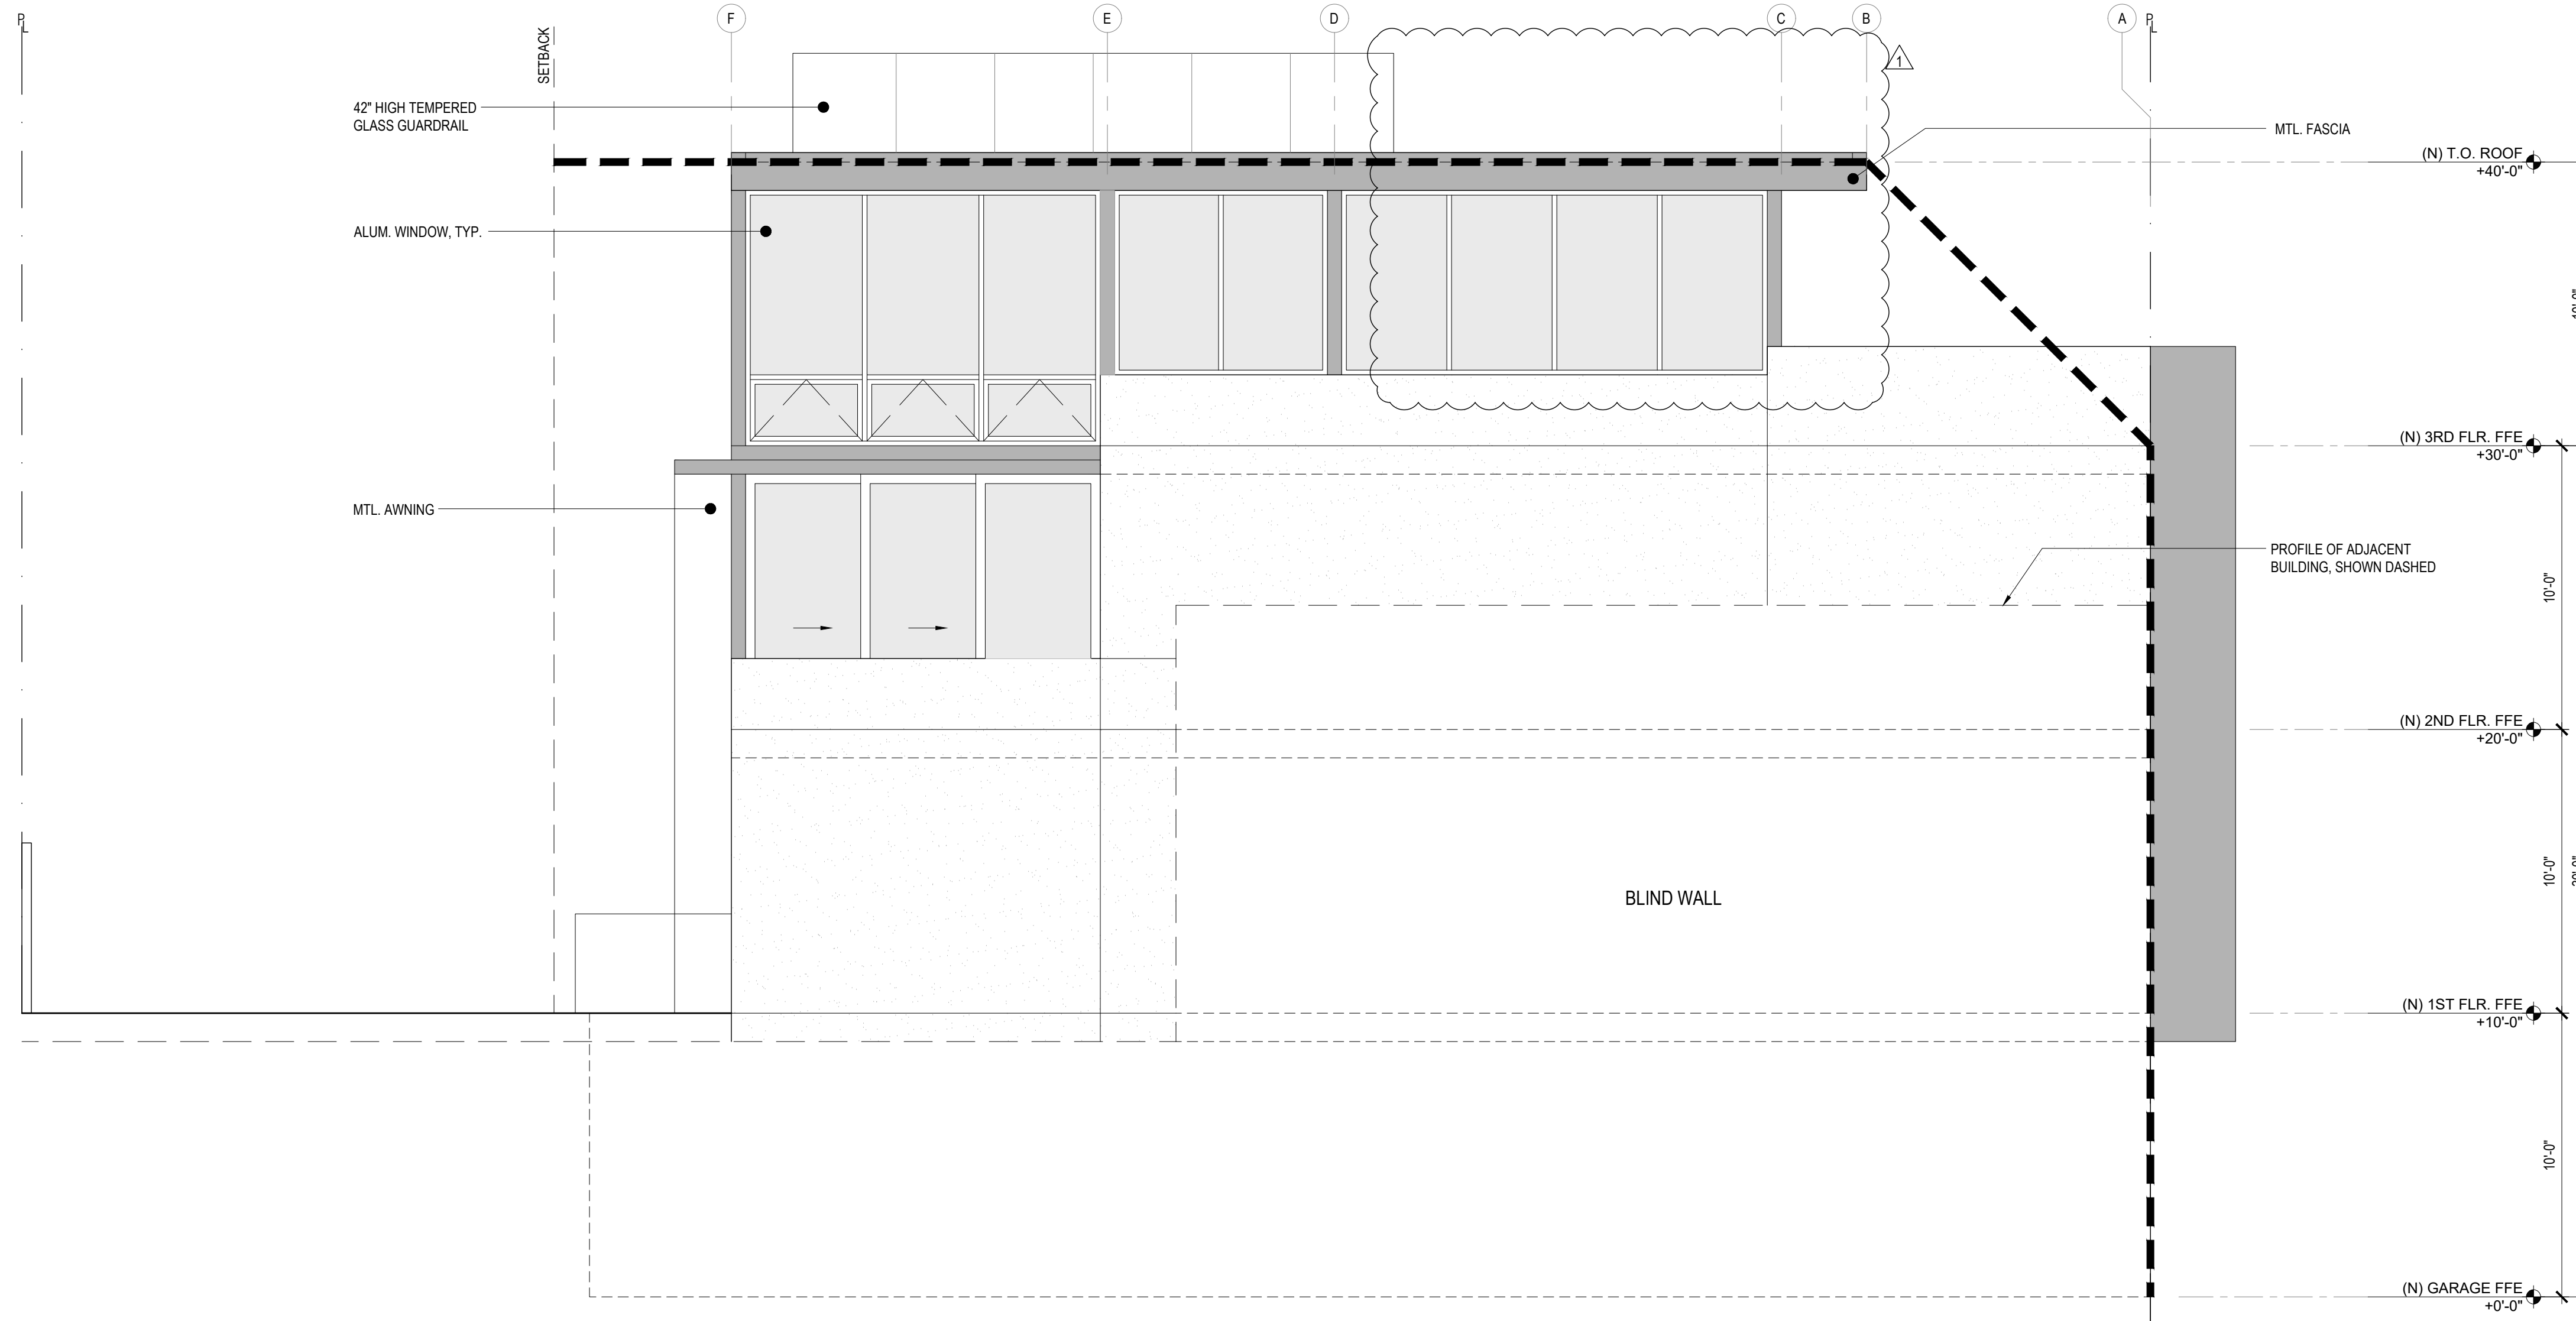 PL
SETBACK
F
E
D
C
B
A
PL
1
42" HIGH TEMPERED
GLASS GUARDRAIL
MTL. FASCIA
(N) T.O. ROOF
+40'-0"
ALUM. WINDOW, TYP.
(N) 3RD FLR. FFE
+30'-0"
MTL. AWNING
PROFILE OF ADJACENT
BUILDING, SHOWN DASHED
10'-0"
(N) 2ND FLR. FFE
+20'-0"
BLIND WALL
10'-0"
(N) 1ST FLR. FFE
+10'-0"
10'-0"
(N) GARAGE FFE
+0'-0"